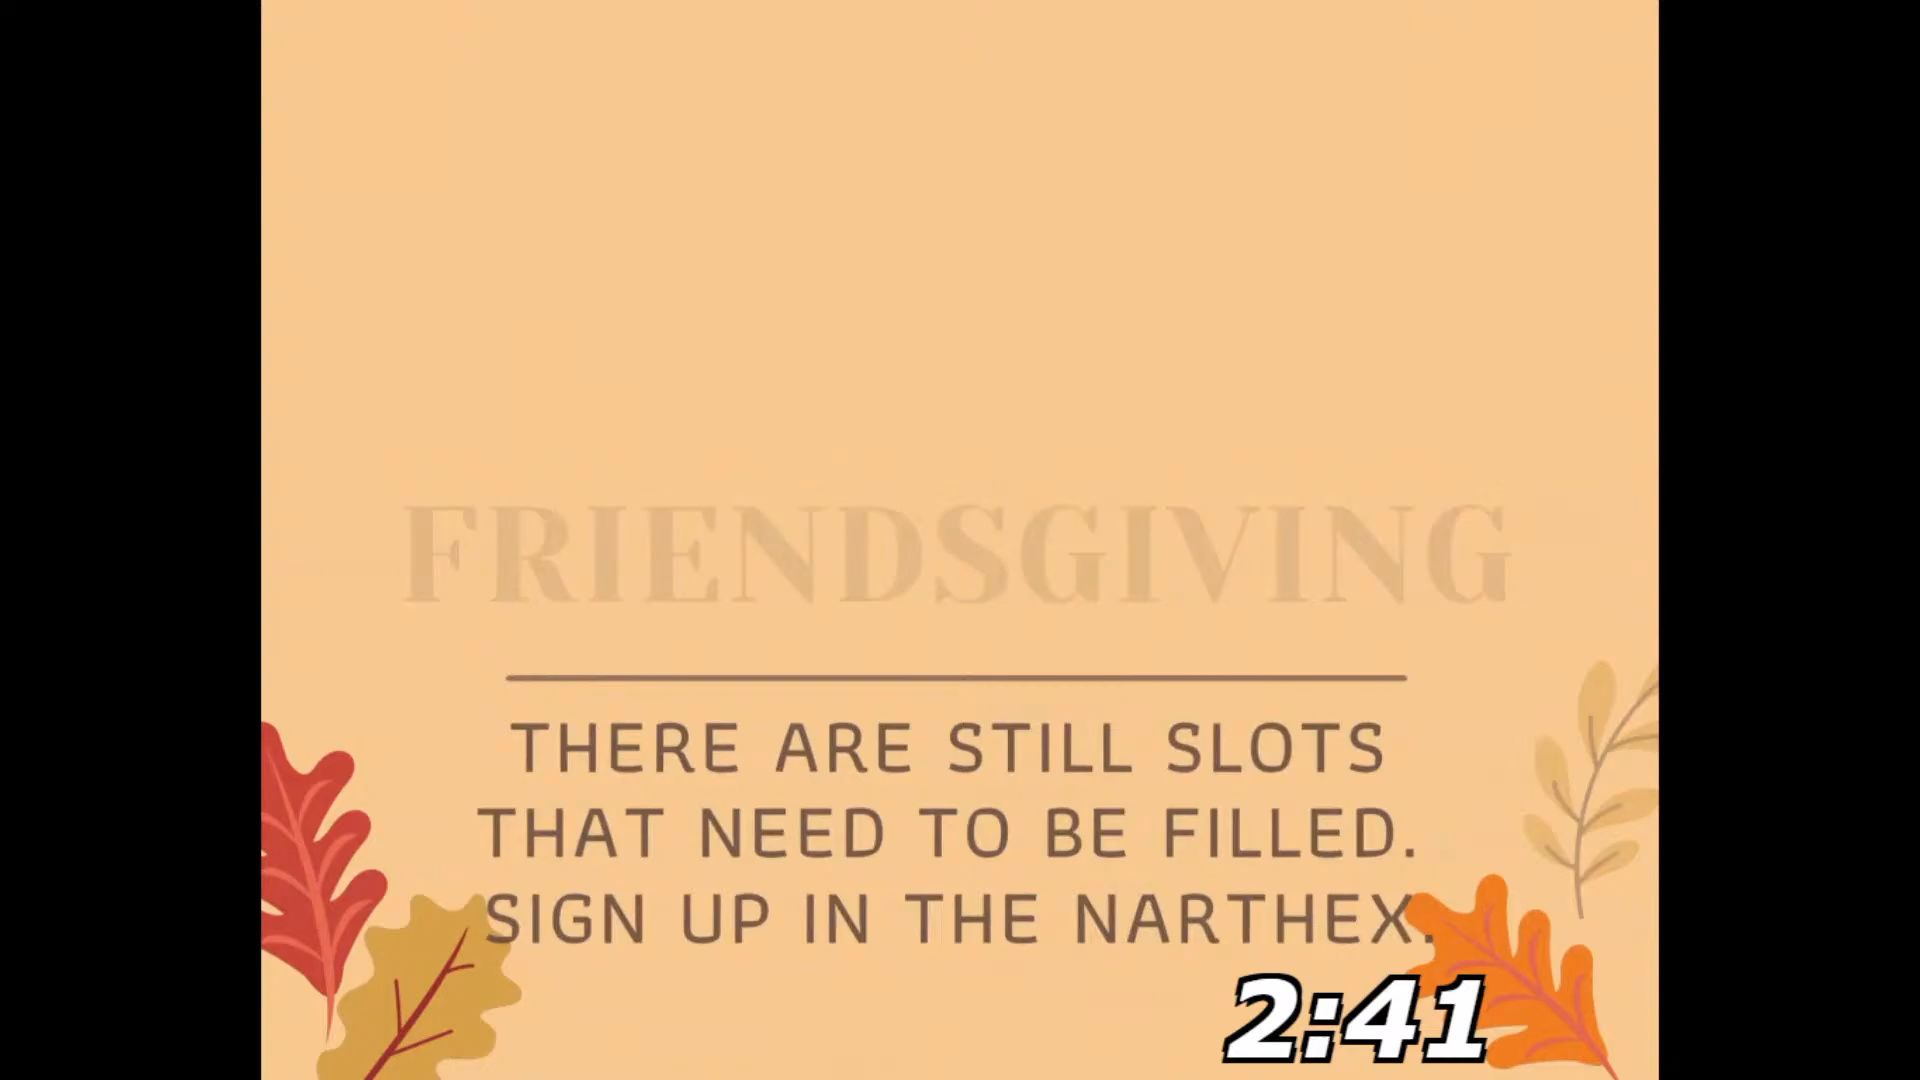 FRIENDSGIVING
THERE ARE STILL SLOTS
THAT NEED TO BE FILLED.
SIGN UP IN THE NARTHEX.
2:41